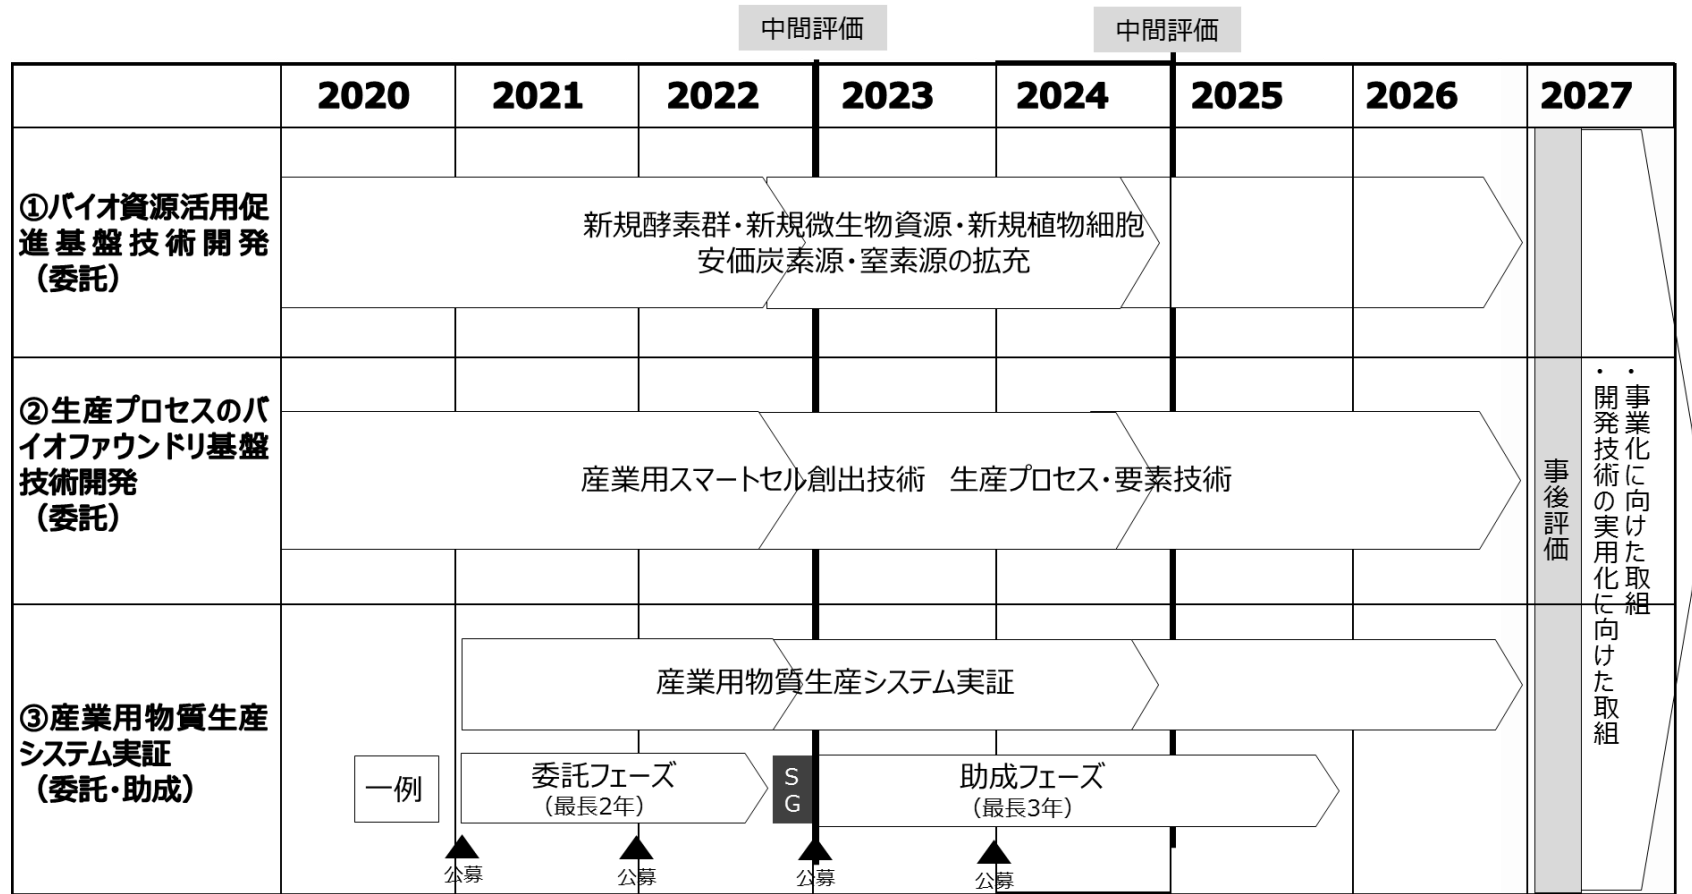 中間評価
中間評価
2020
2021
2022
2023
2024
2025
2026
2027
①バイオ資源活用促
進基盤技術開発
（委託）
新規酵素群・新規微生物資源・新規植物細胞
安価炭素源・窒素源の拡充
②生産プロセスのバ
イオファウンドリ基盤
技術開発
（委託）
産業用スマートセル創出技術　生産プロセス・要素技術
③産業用物質生産
システム実証
（委託・助成）
産業用物質生産システム実証
一例
委託フェーズ
（最長2年）
S
G
助成フェーズ
（最長3年）
公募
公募
公募
公募
事後評価
・事業化に向けた取組
・開発技術の実用化に向けた取組